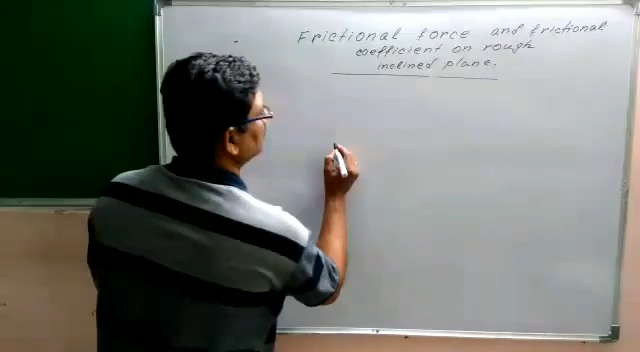 Frictional force and frictional
coefficient on rough
inclined plane.